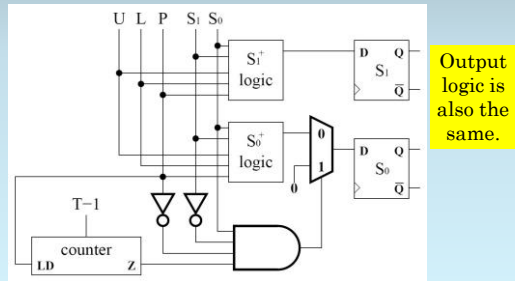 U L P S₁ S₀
S₁⁺
logic
D Q
S₁
Q̅
Output
logic is
also the
same.
S₀⁺
logic
0
1
0
D Q
S₀
Q̅
T−1
counter
LD Z